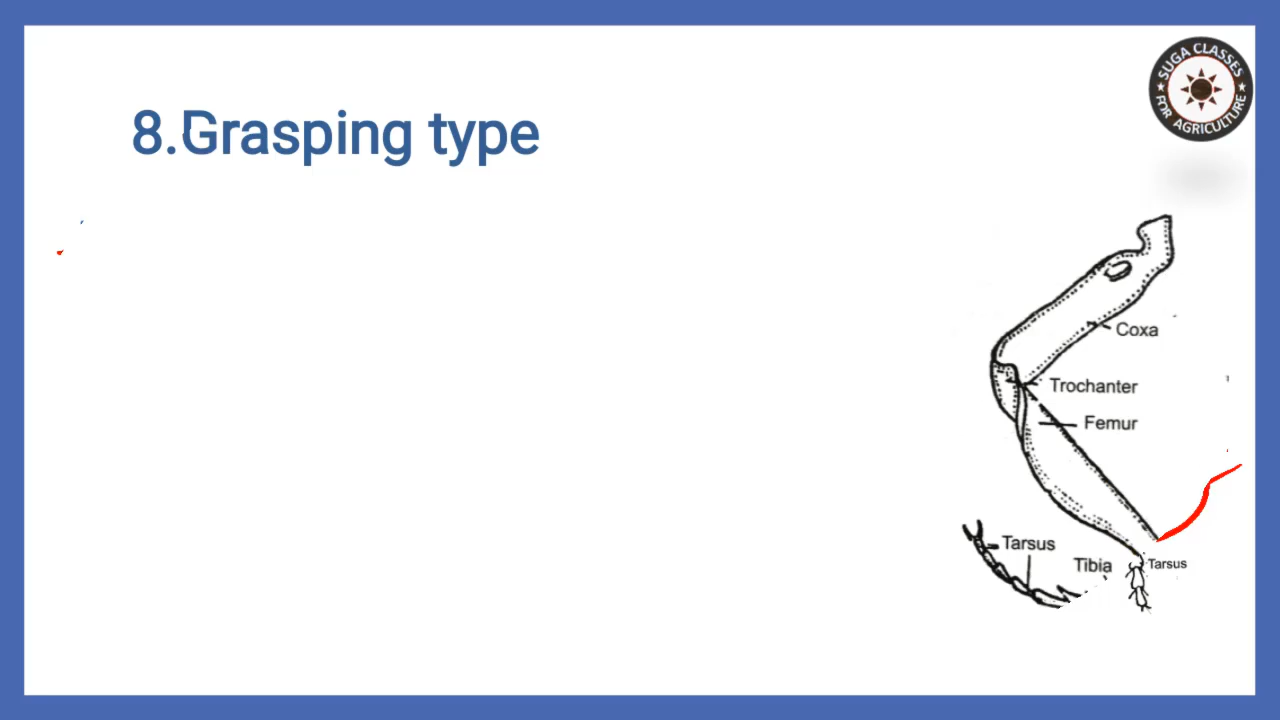 SUGA CLASSES
FOR AGRICULTURE
8.Grasping type
Coxa
Trochanter
Femur
Tarsus
Tibia
Tarsus